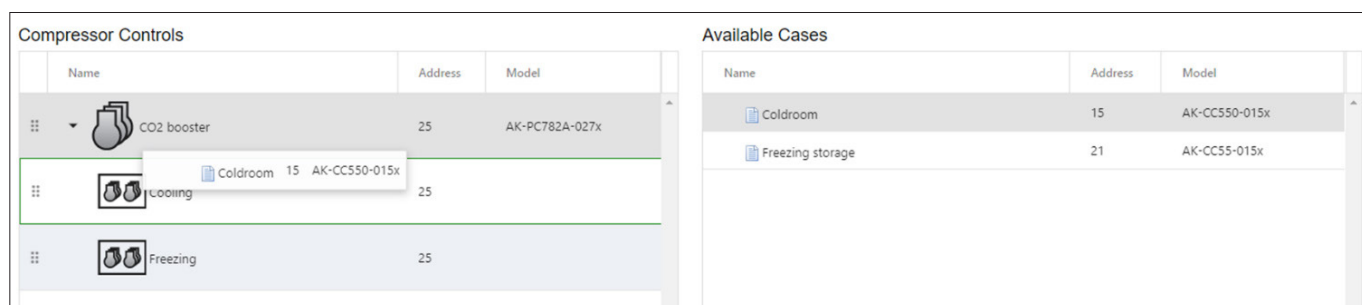 Compressor Controls
Name Address Model
CO2 booster 25 AK-PC782A-027x
Coldroom 15 AK-CC550-015x
Cooling 25
Freezing 25
Available Cases
Name Address Model
Coldroom 15 AK-CC550-015x
Freezing storage 21 AK-CC55-015x